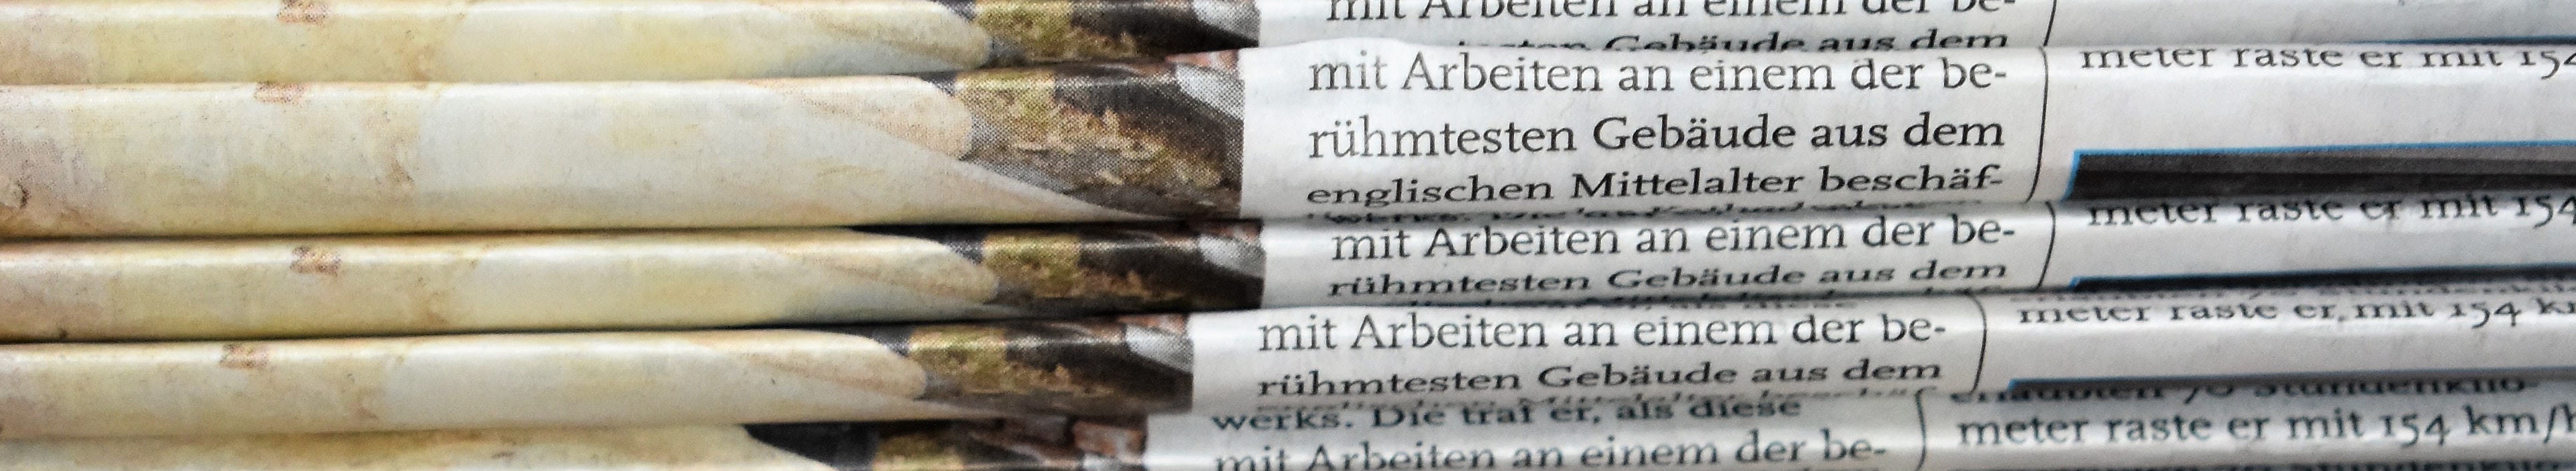 mit Arbeiten an einem der be-
Gebäude aus dem
mit Arbeiten an einem der be-
rühmtesten Gebäude aus dem
englischen Mittelalter beschäf-
meter raste er mit 154
mit Arbeiten an einem der be-
rühmtesten Gebäude aus dem
meter raste er mit 154
mit Arbeiten an einem der be-
rühmtesten Gebäude aus dem
meter raste er mit 154
werks. Die traf er, als diese
mit Arbeiten an einem der be-
erlaubten 70 Stundenkilo-
meter raste er mit 154 km/h